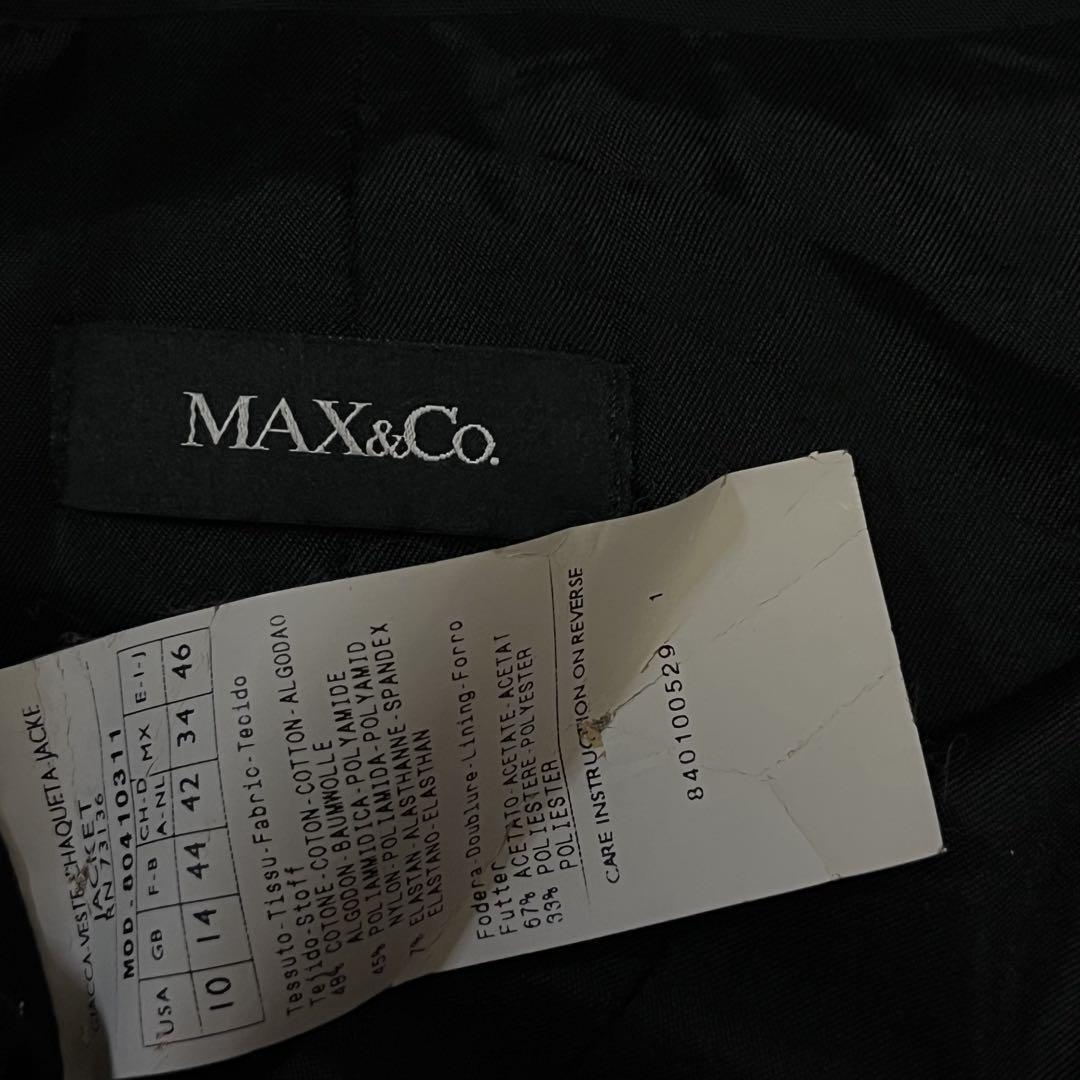 MAX&Co.
GIACCA-VESTE-CHAQUETA-JACKE
JACKET
RN 73136
MOD.80410311
USA GB F-B CH-D/A-NL MX E-I-J
10 14 44 42 34 46
Tessuto-Tissu-Fabric-Tecido
Tejido-Stoff
48% COTONE-COTON-COTTON-ALGODAO
ALGODON-BAUMWOLLE
45% POLIAMMIDICA-POLYAMIDE
NYLON-POLIAMIDA-POLYAMID
7% ELASTAN-ALASTHANNE-SPANDEX
ELASTANO-ELASTHAN
Fodera-Doublure-Lining-Forro
Futter
67% ACETATO-ACETATE-ACETAT
33% POLIESTERE-POLYESTER
POLIESTER
CARE INSTRUCTION ON REVERSE
840100529 1